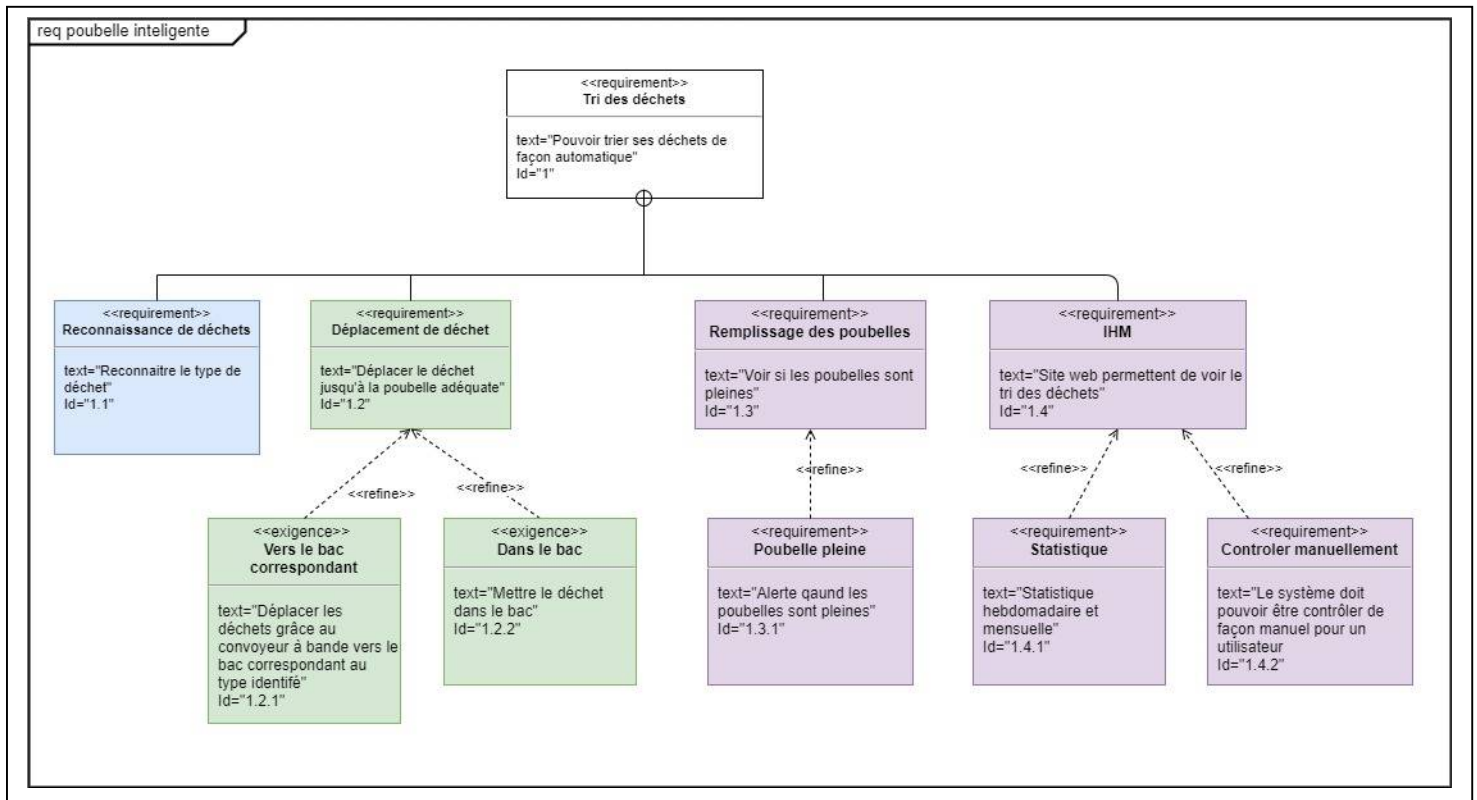 req poubelle inteligente
<<requirement>>
Tri des déchets
text="Pouvoir trier ses déchets de
façon automatique"
Id="1"
<<requirement>>
Reconnaissance de déchets
text="Reconnaitre le type de
déchet"
Id="1.1"
<<requirement>>
Déplacement de déchet
text="Déplacer le déchet
jusqu'à la poubelle adéquate"
Id="1.2"
<<requirement>>
Remplissage des poubelles
text="Voir si les poubelles sont
pleines"
Id="1.3"
<<requirement>>
IHM
text="Site web permettent de voir le
tri des déchets"
Id="1.4"
<<refine>>
<<refine>>
<<refine>>
<<refine>>
<<refine>>
<<exigence>>
Vers le bac
correspondant
text="Déplacer les
déchets grâce au
convoyeur à bande vers le
bac correspondant au
type identifé"
Id="1.2.1"
<<exigence>>
Dans le bac
text="Mettre le déchet
dans le bac"
Id="1.2.2"
<<requirement>>
Poubelle pleine
text="Alerte qaund les
poubelles sont pleines"
Id="1.3.1"
<<requirement>>
Statistique
text="Statistique
hebdomadaire et
mensuelle"
Id="1.4.1"
<<requirement>>
Controler manuellement
text="Le système doit
pouvoir être contrôler de
façon manuel pour un
utilisateur
Id="1.4.2"